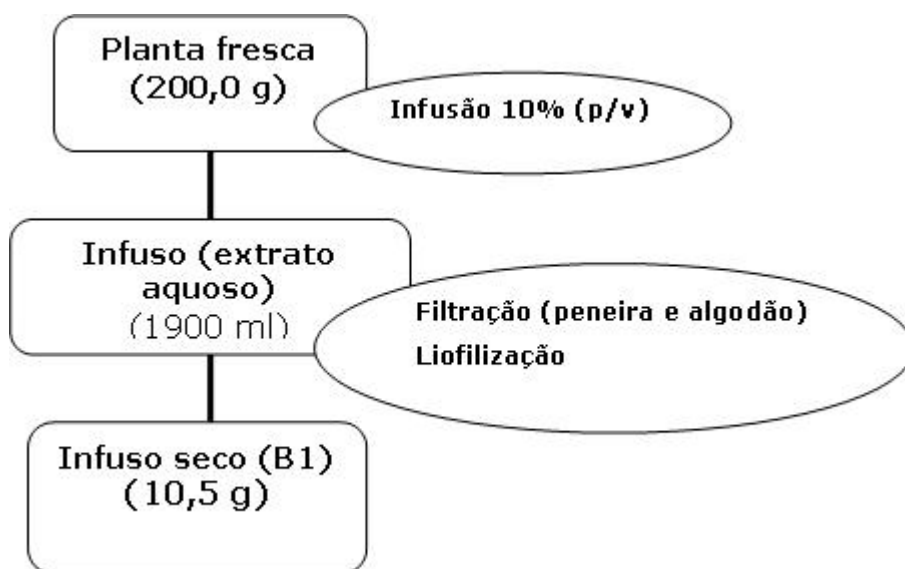 Planta fresca
(200,0 g)
Infusão 10% (p/v)
Infuso (extrato
aquoso)
(1900 ml)
Filtração (peneira e algodão)
Liofilização
Infuso seco (B1)
(10,5 g)